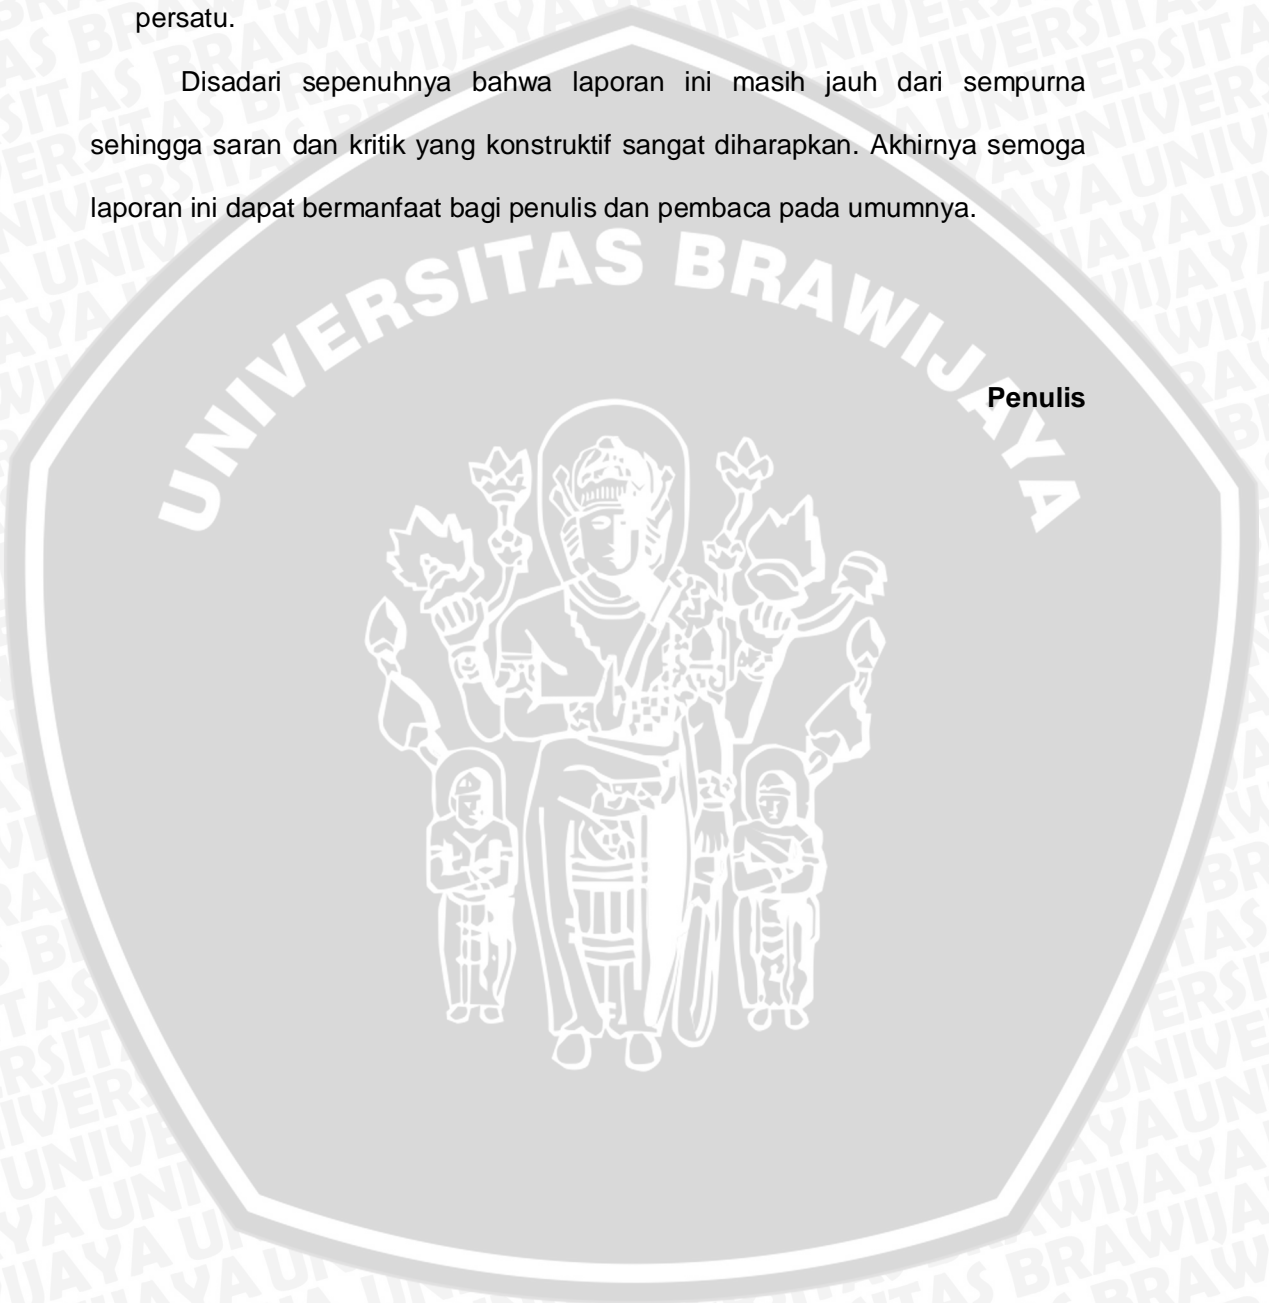 persatu.
Disadari sepenuhnya bahwa laporan ini masih jauh dari sempurna
sehingga saran dan kritik yang konstruktif sangat diharapkan. Akhirnya semoga
laporan ini dapat bermanfaat bagi penulis dan pembaca pada umumnya.
UNIVERSITAS BRAWIJAYA
Penulis